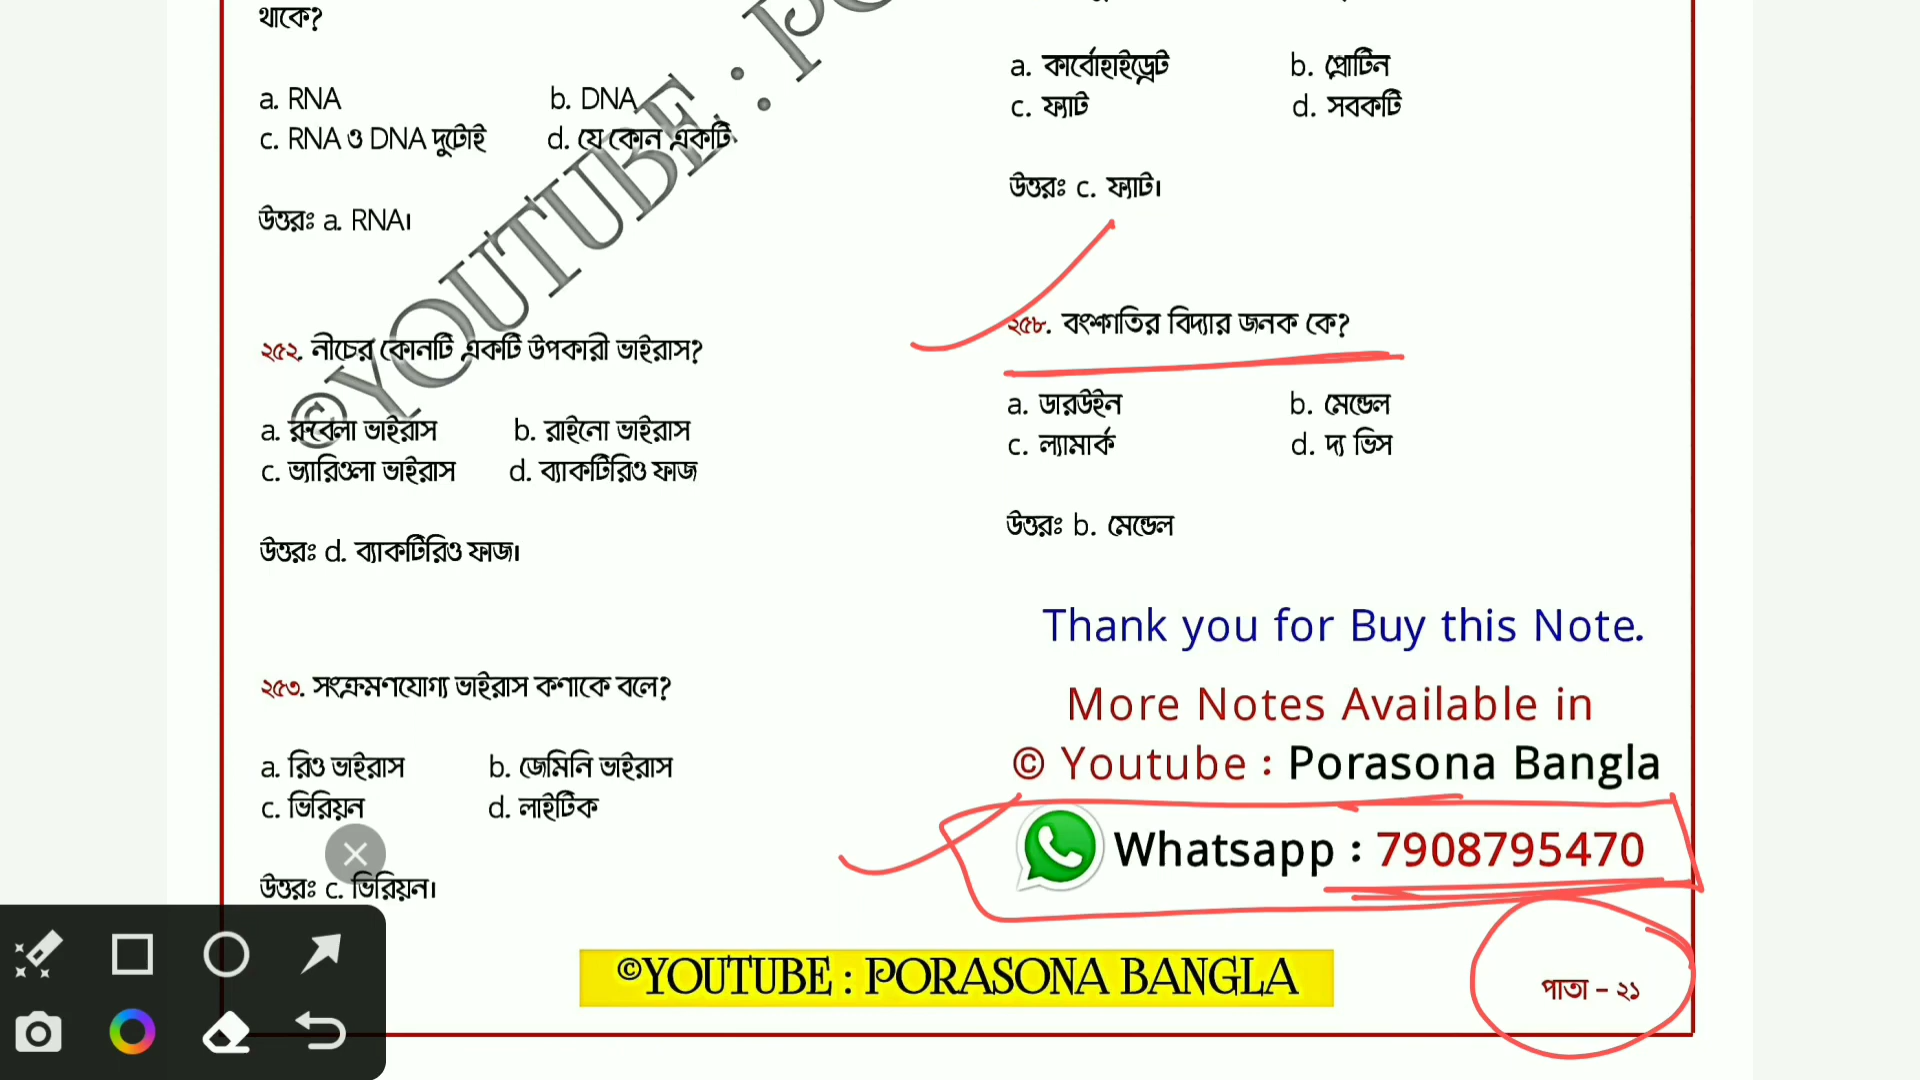 থাকে?
a. RNA b. DNA
c. RNA ও DNA দুটোই d. যে কোন একটি
উত্তরঃ a. RNA।
২৫২. নীচের কোনটি একটি উপকারী ভাইরাস?
a. রুবেলা ভাইরাস b. রাইনো ভাইরাস
c. ভ্যারিওলা ভাইরাস d. ব্যাকটিরিও ফাজ
উত্তরঃ d. ব্যাকটিরিও ফাজ।
২৫৩. সংক্রমণযোগ্য ভাইরাস কণাকে বলে?
a. রিও ভাইরাস b. জেমিনি ভাইরাস
c. ভিরিয়ন d. লাইটিক
উত্তরঃ c. ভিরিয়ন।
a. কার্বোহাইড্রেট b. প্রোটিন
c. ফ্যাট d. সবকটি
উত্তরঃ c. ফ্যাট।
২৫৮. বংশগতির বিদ্যার জনক কে?
a. ডারউইন b. মেন্ডেল
c. ল্যামার্ক d. দ্য ভিস
উত্তরঃ b. মেন্ডেল
Thank you for Buy this Note.
More Notes Available in
© Youtube : Porasona Bangla
Whatsapp : 7908795470
©YOUTUBE : PORASONA BANGLA
পাতা – ২১
©YOUTUBE :